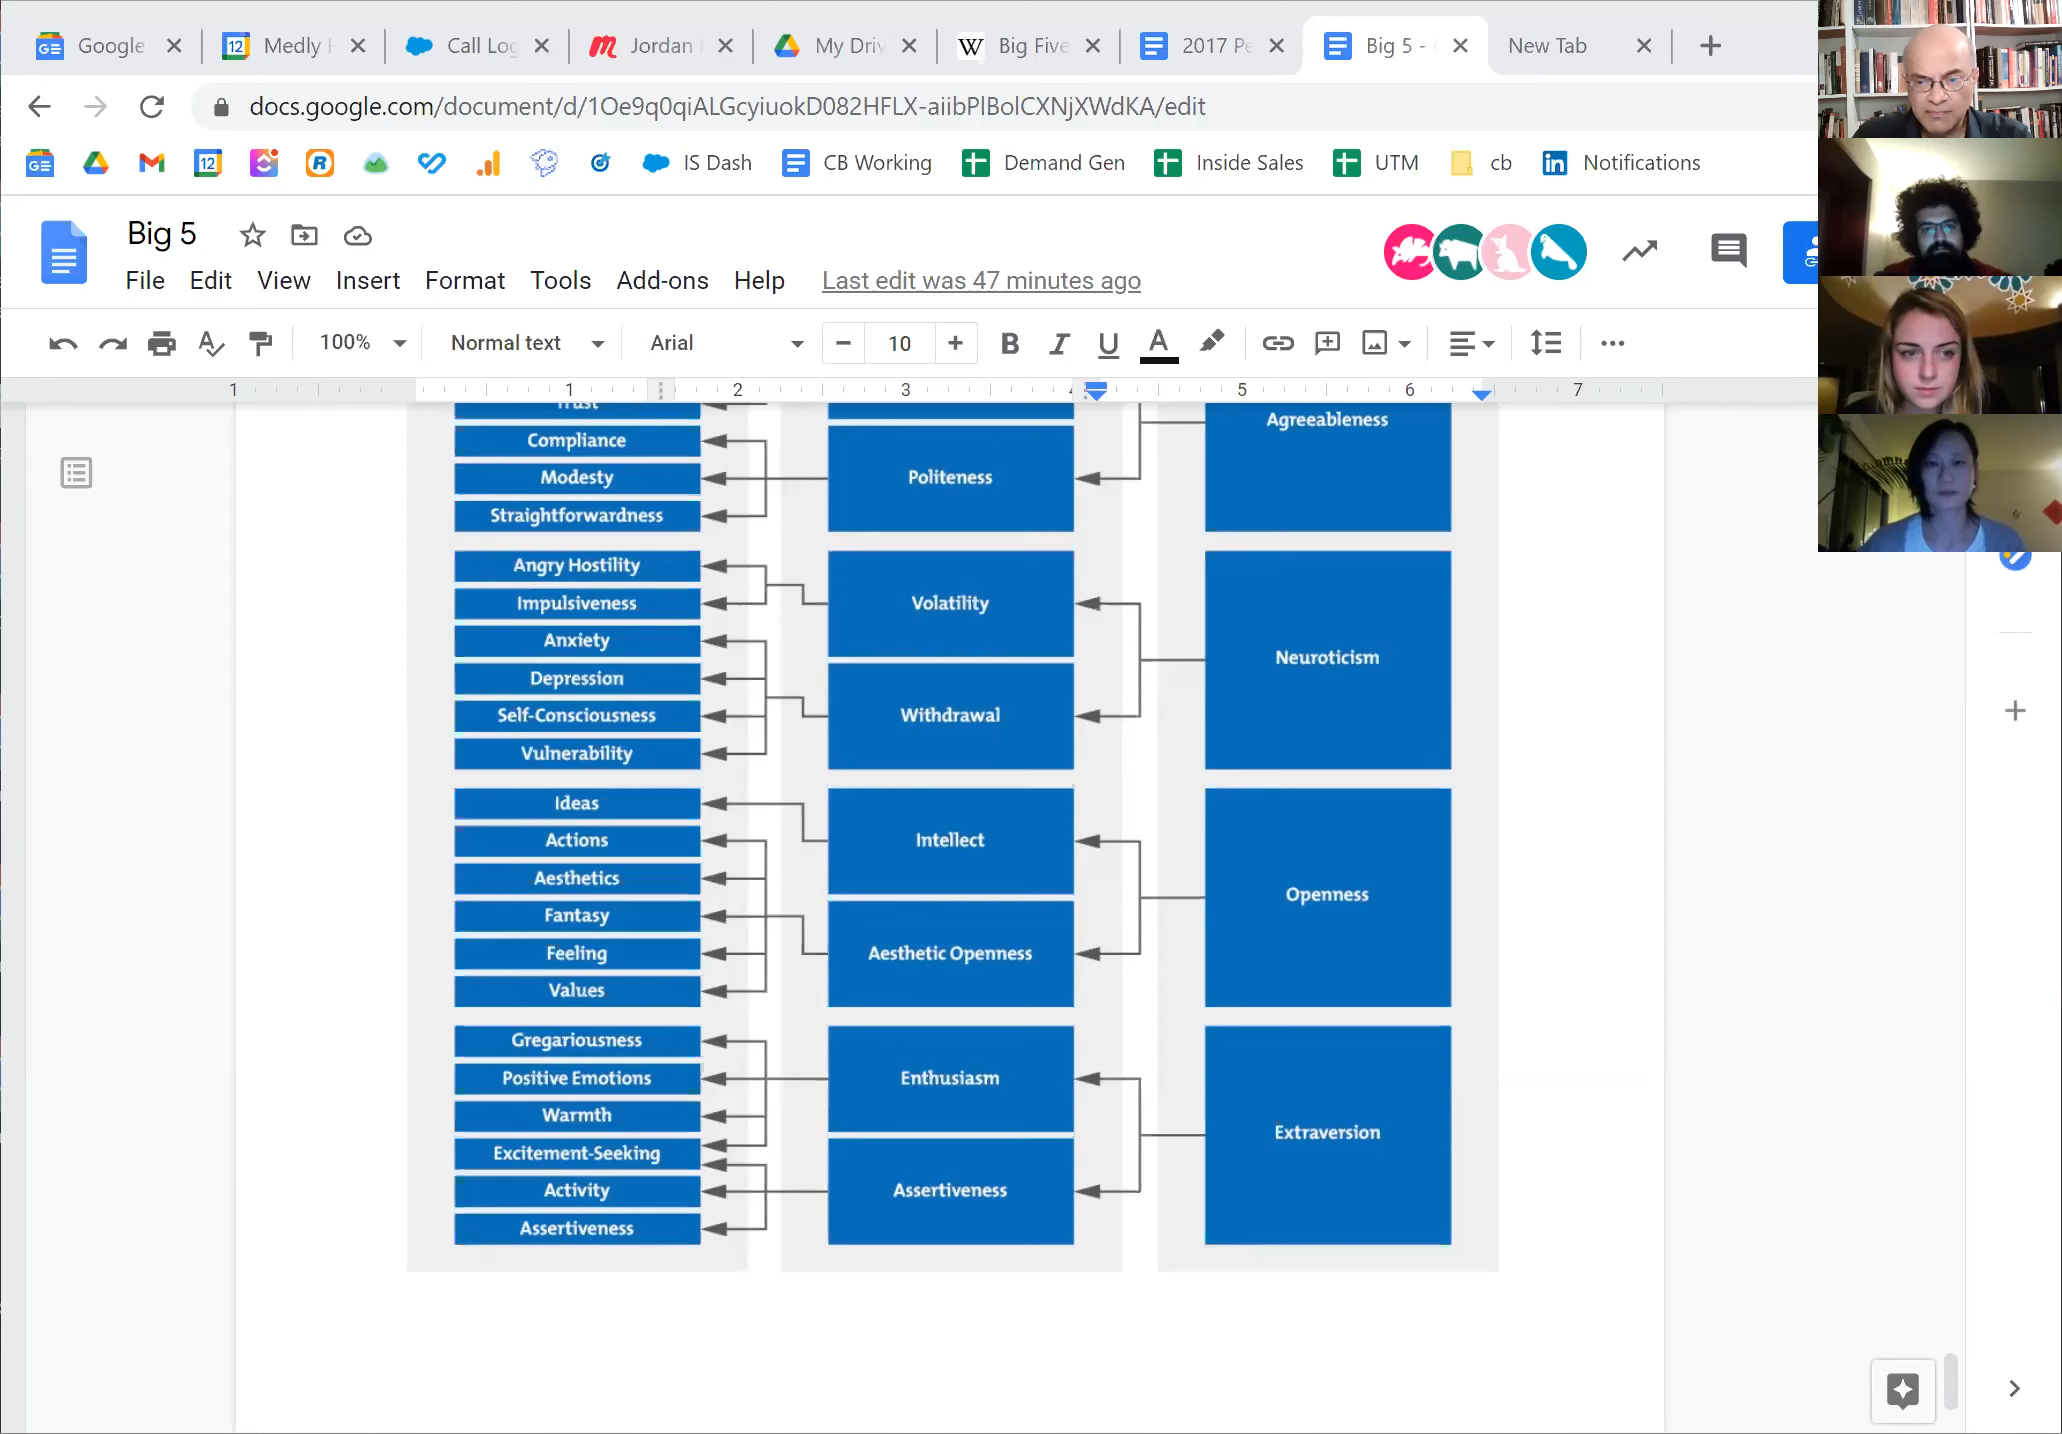 Google
Medly
Call Log
Jordan
My Driv
W
Big Five
2017 Pe
Big 5 -
New Tab
docs.google.com/document/d/1Oe9q0qiALGcyiuokD082HFLX-aiibPlBolCXNjXWdKA/edit
GE 12 R IS Dash CB Working Demand Gen Inside Sales UTM cb in Notifications
Big 5
File Edit View Insert Format Tools Add-ons Help Last edit was 47 minutes ago
100% Normal text Arial − 10 + B I U A
1 1 2 3 4 5 6 7
Trust
Compliance
Modesty
Straightforwardness
Politeness
Agreeableness
Angry Hostility
Impulsiveness
Anxiety
Depression
Self-Consciousness
Vulnerability
Volatility
Withdrawal
Neuroticism
Ideas
Actions
Aesthetics
Fantasy
Feeling
Values
Intellect
Aesthetic Openness
Openness
Gregariousness
Positive Emotions
Warmth
Excitement-Seeking
Activity
Assertiveness
Enthusiasm
Assertiveness
Extraversion